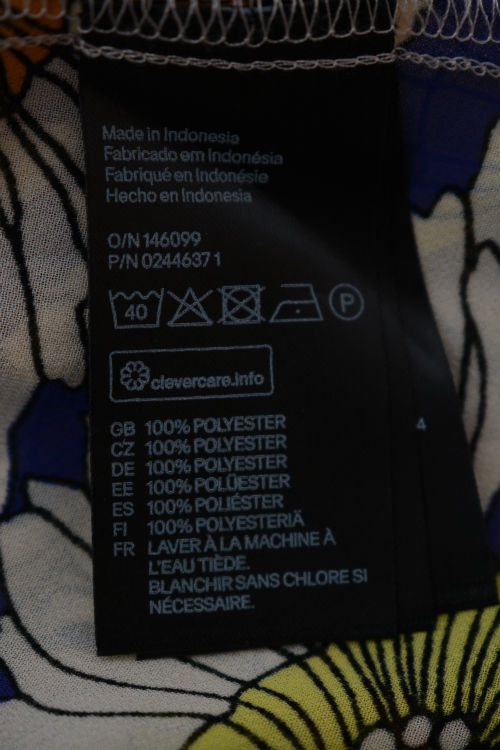 Made in Indonesia
Fabricado em Indonésia
Fabriqué en Indonésie
Hecho en Indonesia
O/N 146099
P/N 02446371
40 P
clevercare.info
GB 100% POLYESTER
CZ 100% POLYESTER
DE 100% POLYESTER
EE 100% POLÜESTER
ES 100% POLIÉSTER
FI 100% POLYESTERIÄ
FR LAVER À LA MACHINE À
L'EAU TIÈDE.
BLANCHIR SANS CHLORE SI
NÉCESSAIRE.
4